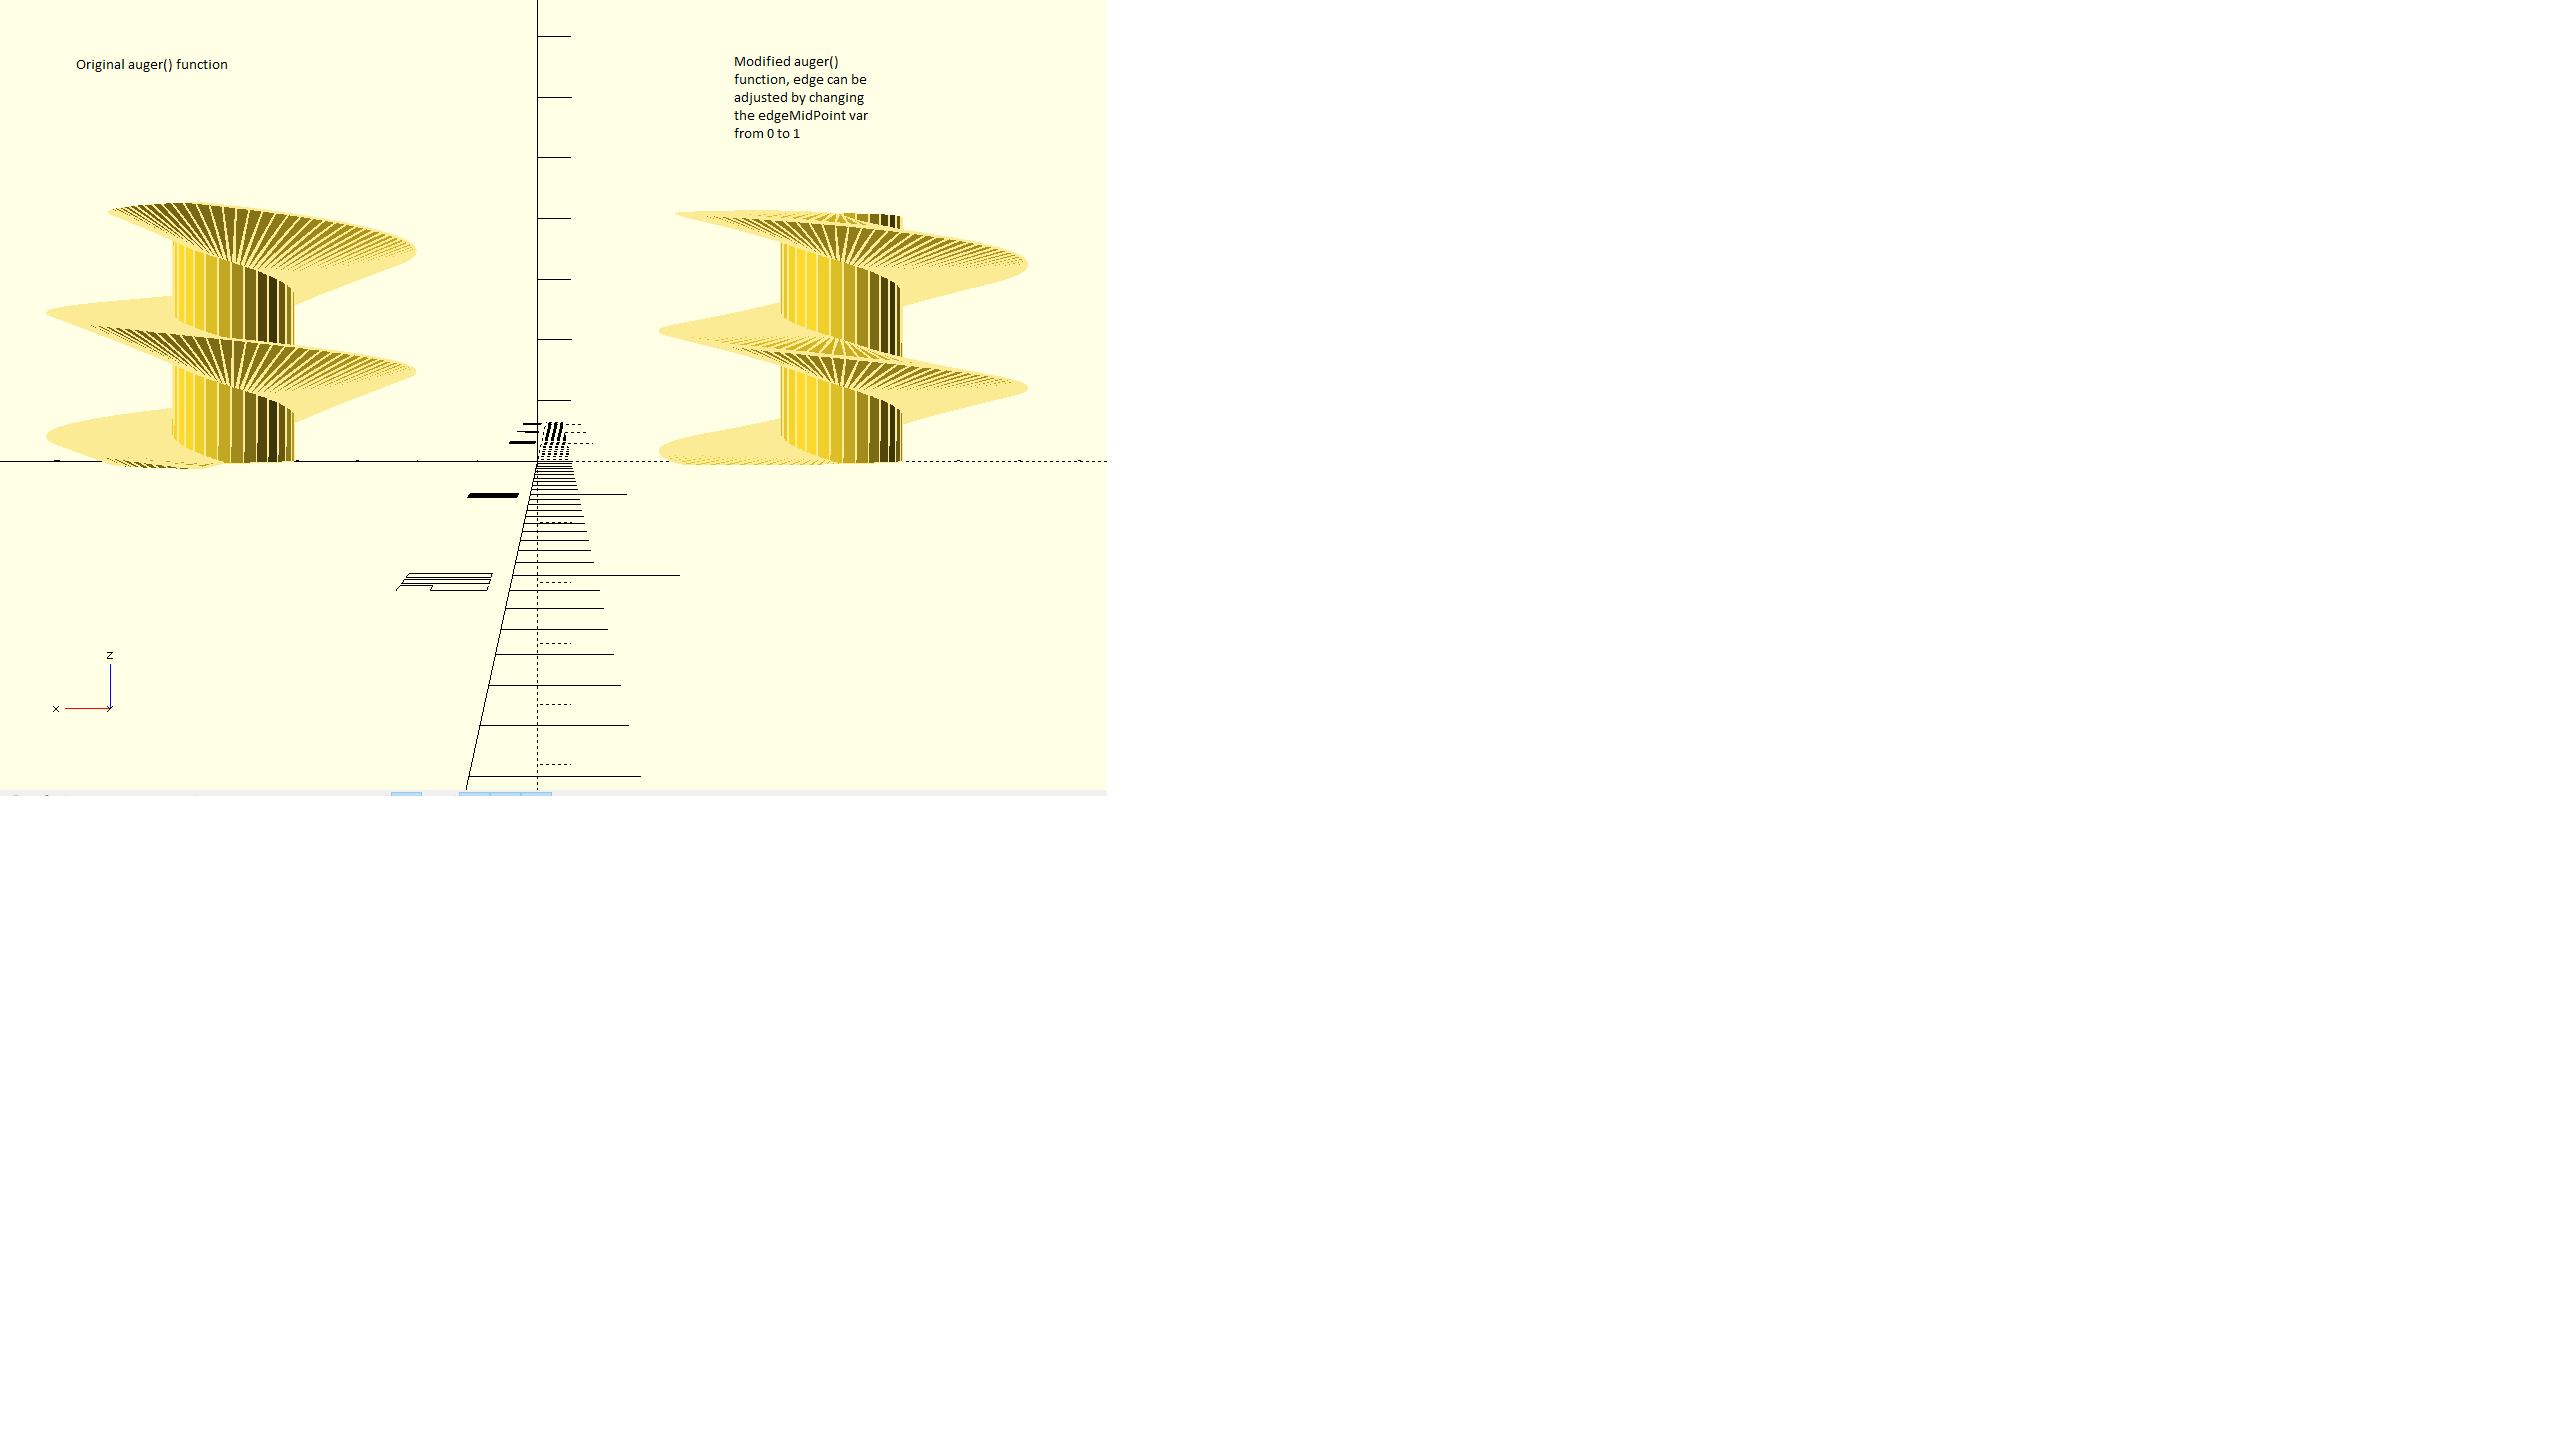 Original auger() function
Modified auger()
function, edge can be
adjusted by changing
the edgeMidPoint var
from 0 to 1
z
x